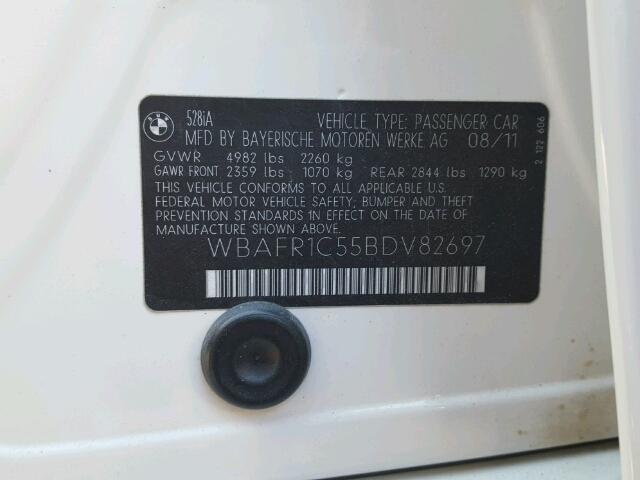 BMW
528iA VEHICLE TYPE: PASSENGER CAR
MFD BY BAYERISCHE MOTOREN WERKE AG 08/11
GVWR 4982 lbs 2260 kg
GAWR FRONT 2359 lbs 1070 kg REAR 2844 lbs 1290 kg
THIS VEHICLE CONFORMS TO ALL APPLICABLE U.S.
FEDERAL MOTOR VEHICLE SAFETY, BUMPER AND THEFT
PREVENTION STANDARDS IN EFFECT ON THE DATE OF
MANUFACTURE SHOWN ABOVE.
WBAFR1C55BDV82697
2 122 606